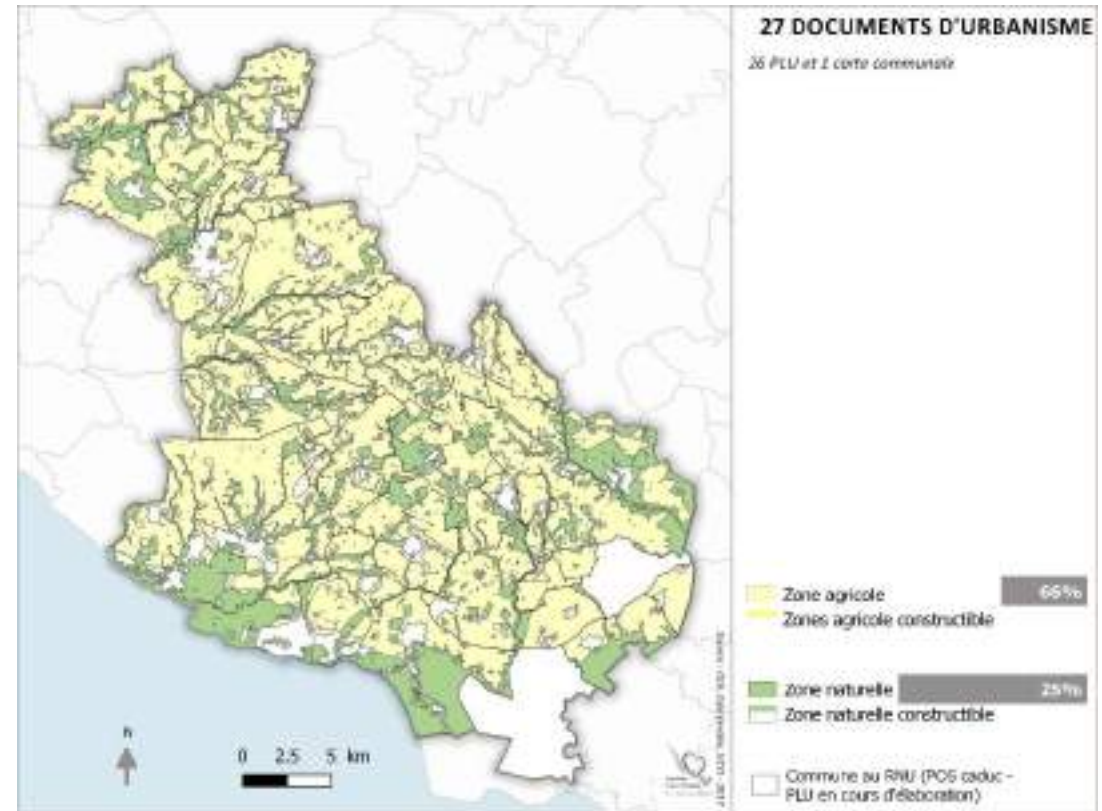 27 DOCUMENTS D'URBANISME
26 PLU et 1 carte communale
Zone agricole
66%
Zones agricole constructible
Zone naturelle
25%
Zone naturelle constructible
Commune au RNU (POS caduc -
PLU en cours d'élaboration)
N
0 2.5 5 km